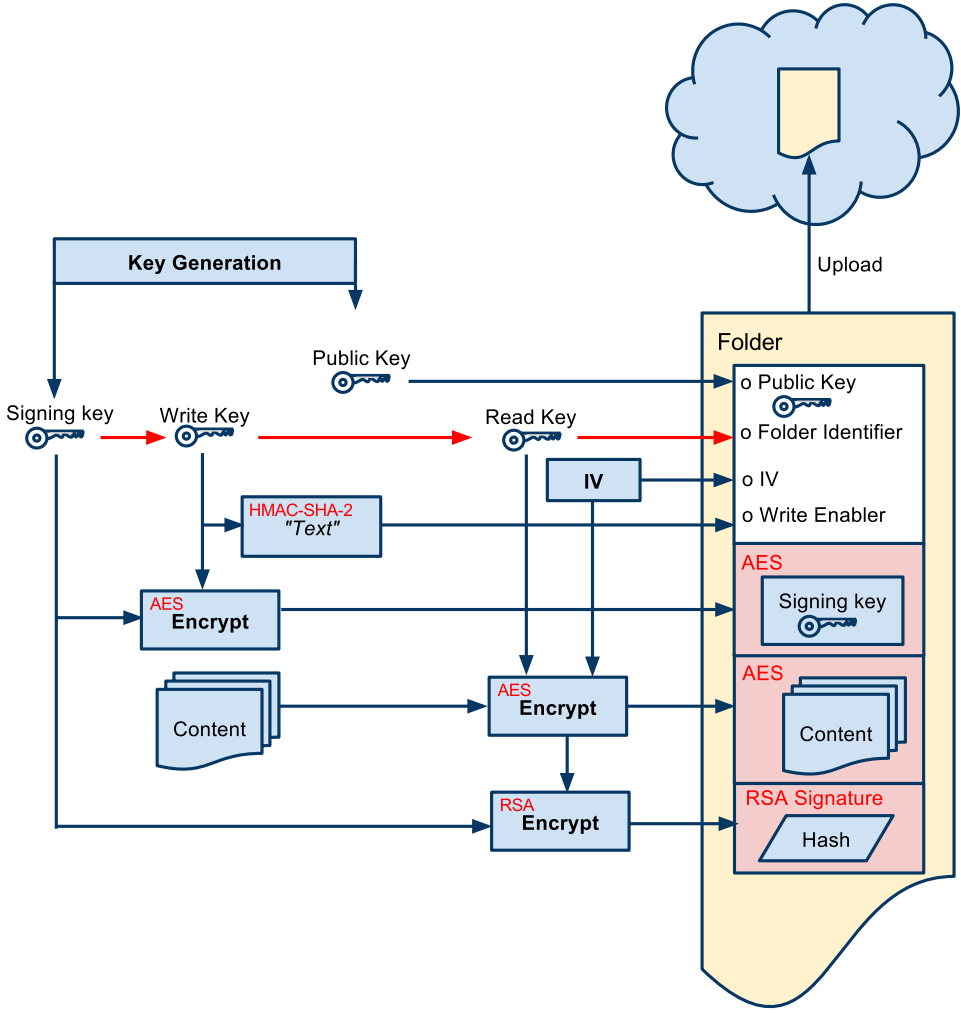 Upload
Key Generation
Folder
Public Key
o Public Key
Signing key
Write Key
Read Key
o Folder Identifier
IV
o IV
HMAC-SHA-2
"Text"
o Write Enabler
AES
Encrypt
AES
Signing key
AES
Content
AES
Encrypt
Content
RSA
Encrypt
RSA Signature
Hash